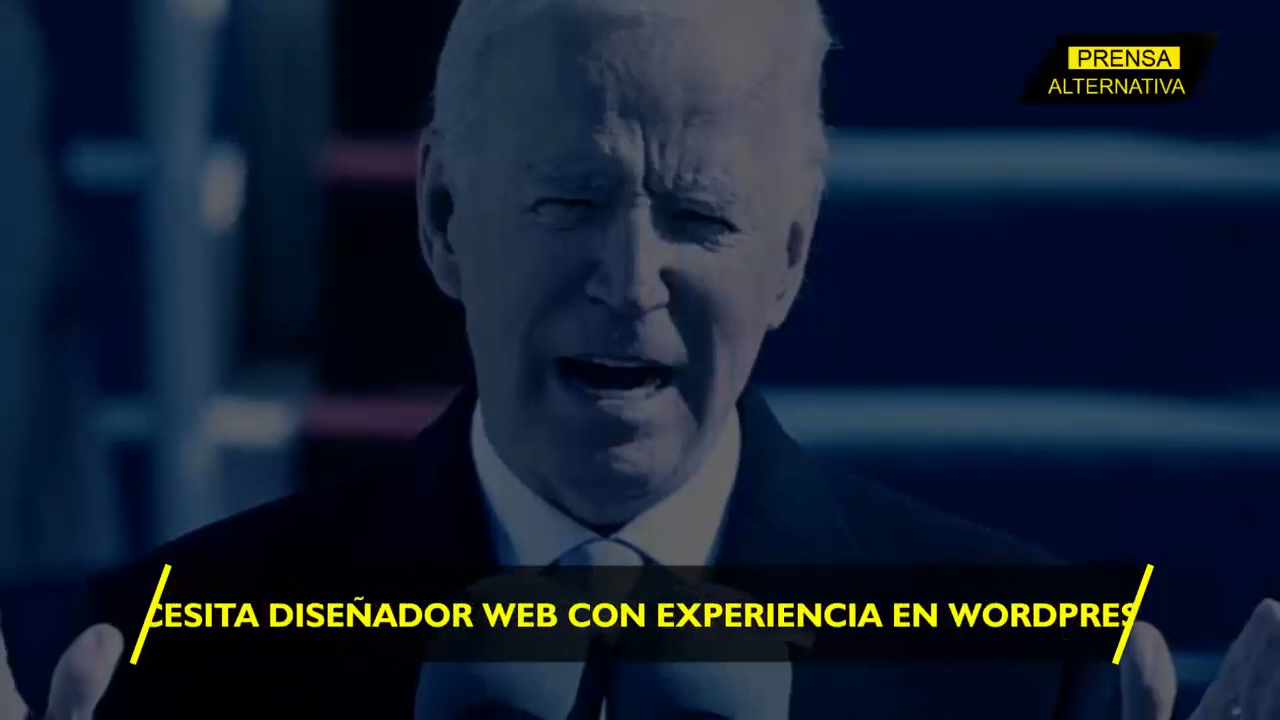 PRENSA
ALTERNATIVA
CESITA DISEÑADOR WEB CON EXPERIENCIA EN WORDPRES